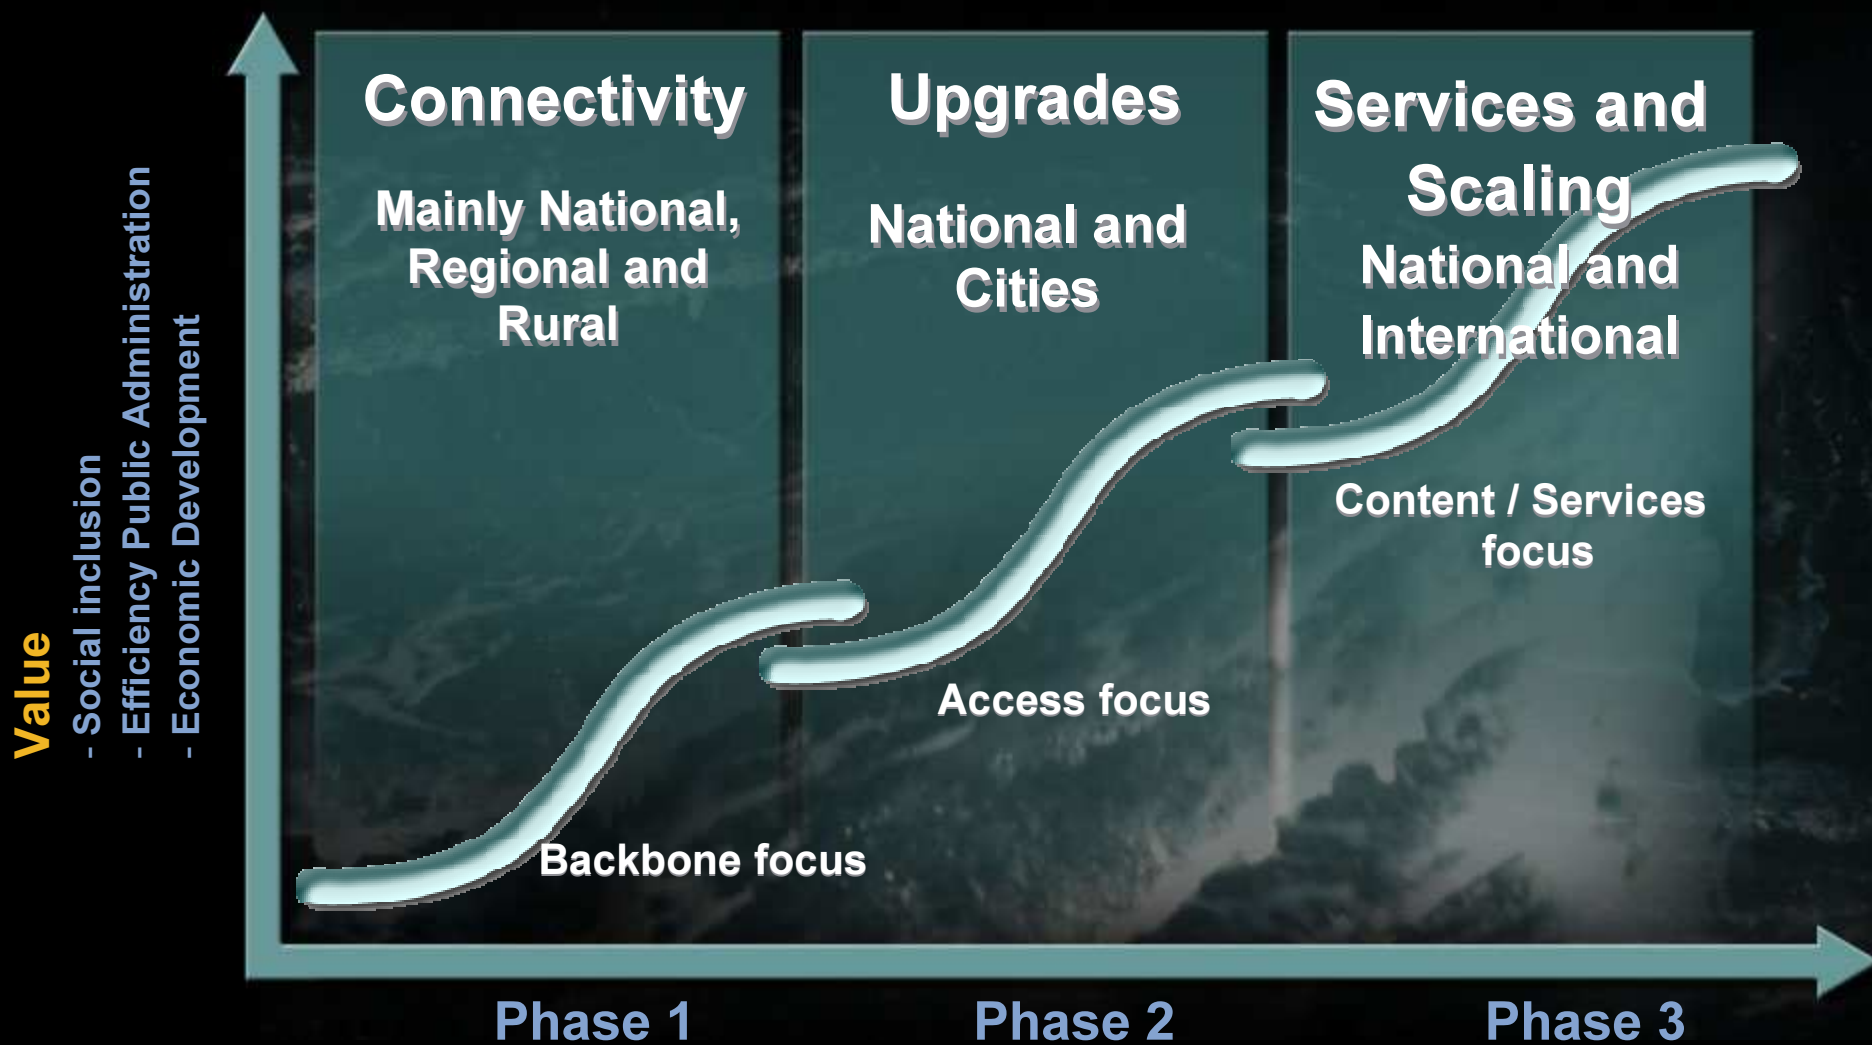 Connectivity
Mainly National,
Regional and
Rural
Backbone focus
Upgrades
National and
Cities
Access focus
Services and
Scaling
National and
International
Content / Services
focus
Value
- Social inclusion
- Efficiency Public Administration
- Economic Development
Phase 1
Phase 2
Phase 3